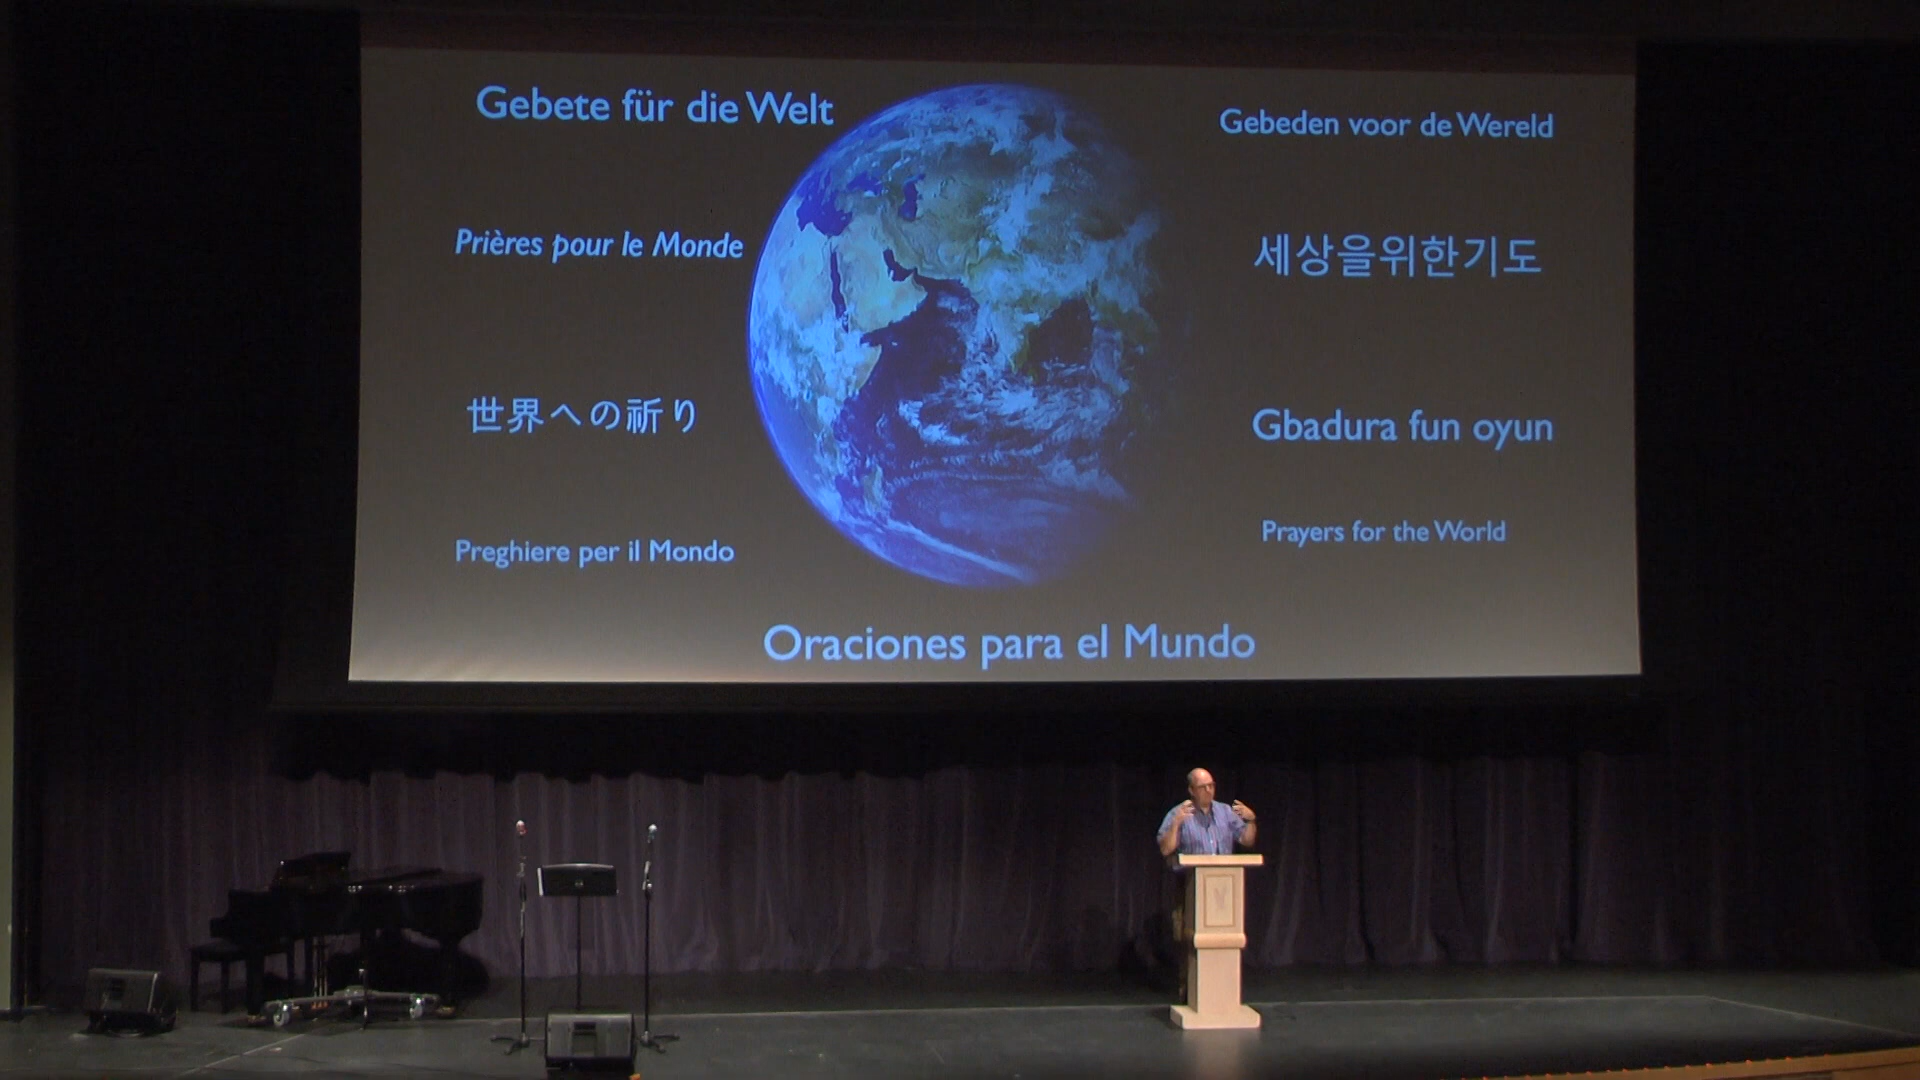 Gebete für die Welt
Gebeden voor de Wereld
Prières pour le Monde
세상을위한기도
世界への祈り
Gbadura fun oyun
Preghiere per il Mondo
Prayers for the World
Oraciones para el Mundo